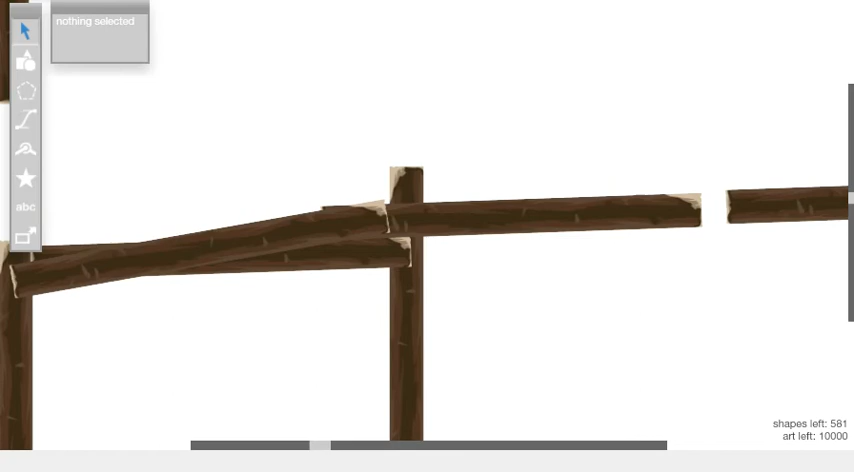 nothing selected
abc
shapes left: 581
art left: 10000